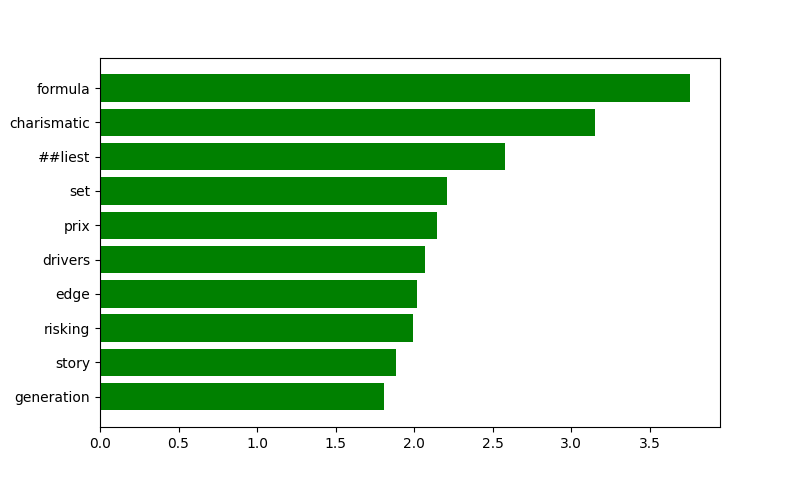 formula
charismatic
##liest
set
prix
drivers
edge
risking
story
generation
0.0 0.5 1.0 1.5 2.0 2.5 3.0 3.5